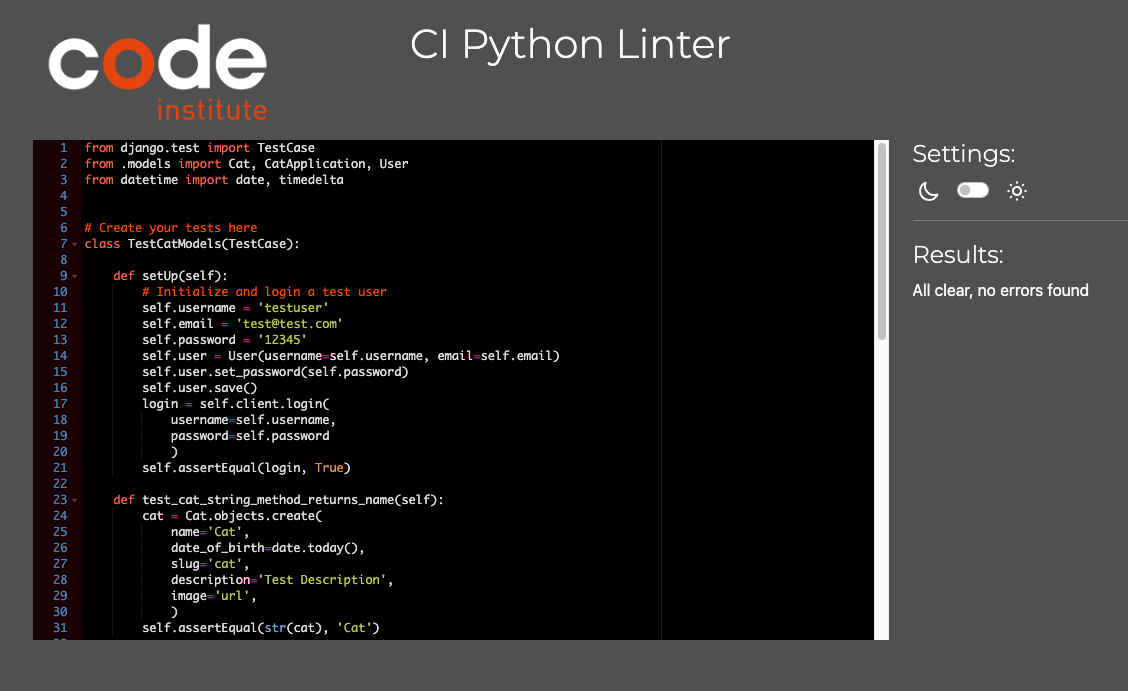 code
institute
CI Python Linter
1 from django.test import TestCase
2 from .models import Cat, CatApplication, User
3 from datetime import date, timedelta
4
5
6 # Create your tests here
7 class TestCatModels(TestCase):
8
9     def setUp(self):
10         # Initialize and login a test user
11         self.username = 'testuser'
12         self.email = 'test@test.com'
13         self.password = '12345'
14         self.user = User(username=self.username, email=self.email)
15         self.user.set_password(self.password)
16         self.user.save()
17         login = self.client.login(
18             username=self.username,
19             password=self.password
20             )
21         self.assertEqual(login, True)
22
23     def test_cat_string_method_returns_name(self):
24         cat = Cat.objects.create(
25             name='Cat',
26             date_of_birth=date.today(),
27             slug='cat',
28             description='Test Description',
29             image='url',
30             )
31         self.assertEqual(str(cat), 'Cat')
Settings:
Results:
All clear, no errors found